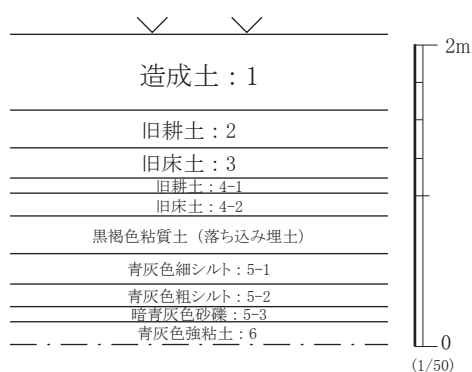 2m
造成土：1
旧耕土：2
旧床土：3
旧耕土：4-1
旧床土：4-2
黒褐色粘質土（落ち込み埋土）
青灰色細シルト：5-1
青灰色粗シルト：5-2
暗青灰色砂礫：5-3
青灰色強粘土：6
0
(1/50)